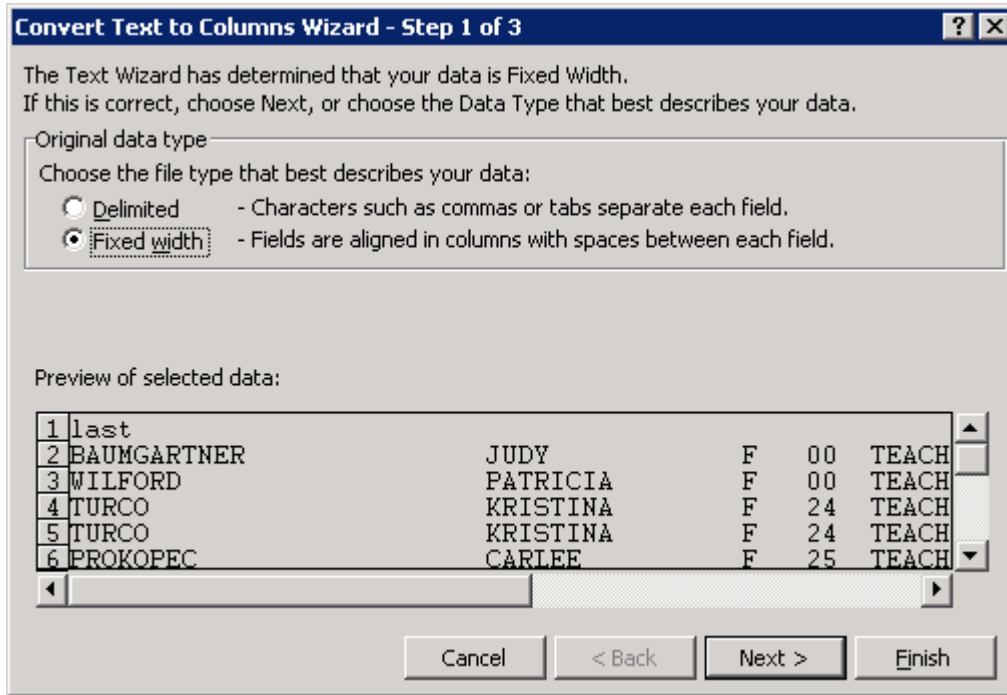 Convert Text to Columns Wizard - Step 1 of 3
The Text Wizard has determined that your data is Fixed Width.
If this is correct, choose Next, or choose the Data Type that best describes your data.
Original data type
Choose the file type that best describes your data:
Delimited - Characters such as commas or tabs separate each field.
Fixed width - Fields are aligned in columns with spaces between each field.
Preview of selected data:
1 last
2 BAUMGARTNER JUDY F 00 TEACH
3 WILFORD PATRICIA F 00 TEACH
4 TURCO KRISTINA F 24 TEACH
5 TURCO KRISTINA F 24 TEACH
6 PROKOPEC CARLEE F 25 TEACH
Cancel < Back Next > Finish